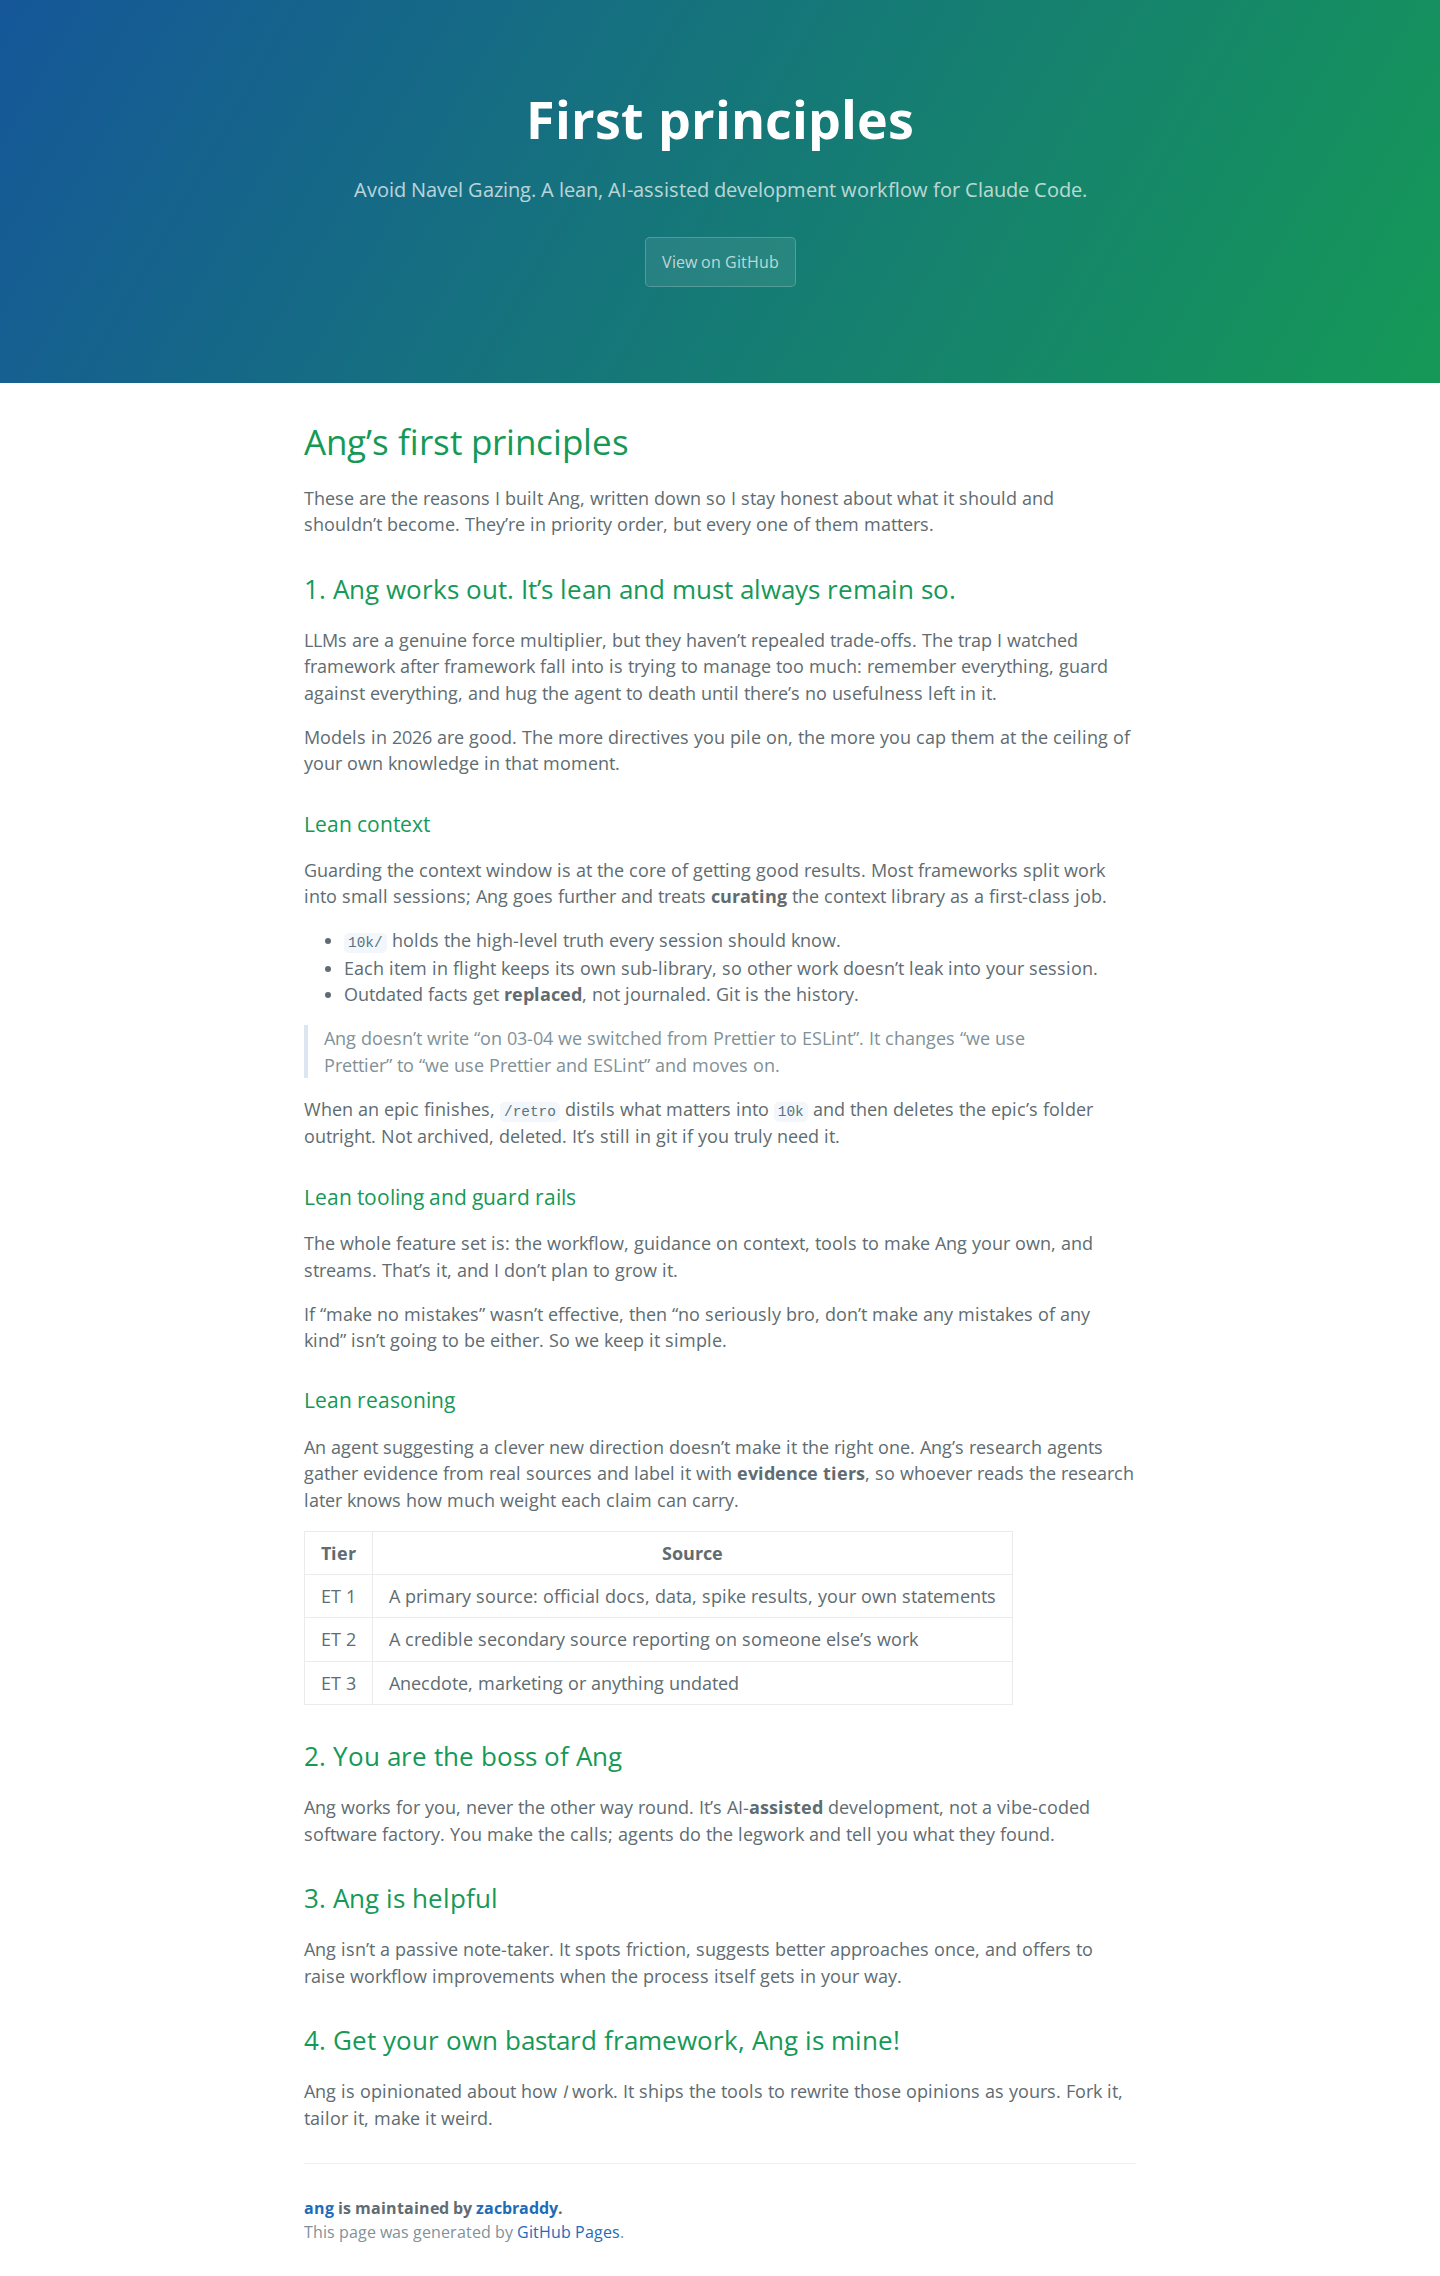 First principles
Avoid Navel Gazing. A lean, AI-assisted development workflow for Claude Code.
View on GitHub
Ang’s first principles
These are the reasons I built Ang, written down so I stay honest about what it should and
shouldn’t become. They’re in priority order, but every one of them matters.
1. Ang works out. It’s lean and must always remain so.
LLMs are a genuine force multiplier, but they haven’t repealed trade-offs. The trap I watched
framework after framework fall into is trying to manage too much: remember everything, guard
against everything, and hug the agent to death until there’s no usefulness left in it.
Models in 2026 are good. The more directives you pile on, the more you cap them at the ceiling of
your own knowledge in that moment.
Lean context
Guarding the context window is at the core of getting good results. Most frameworks split work
into small sessions; Ang goes further and treats curating the context library as a first-class job.
• 10k/ holds the high-level truth every session should know.
• Each item in flight keeps its own sub-library, so other work doesn’t leak into your session.
• Outdated facts get replaced, not journaled. Git is the history.
Ang doesn’t write “on 03-04 we switched from Prettier to ESLint”. It changes “we use
Prettier” to “we use Prettier and ESLint” and moves on.
When an epic finishes, /retro distils what matters into 10k and then deletes the epic’s folder
outright. Not archived, deleted. It’s still in git if you truly need it.
Lean tooling and guard rails
The whole feature set is: the workflow, guidance on context, tools to make Ang your own, and
streams. That’s it, and I don’t plan to grow it.
If “make no mistakes” wasn’t effective, then “no seriously bro, don’t make any mistakes of any
kind” isn’t going to be either. So we keep it simple.
Lean reasoning
An agent suggesting a clever new direction doesn’t make it the right one. Ang’s research agents
gather evidence from real sources and label it with evidence tiers, so whoever reads the research
later knows how much weight each claim can carry.
Tier Source
ET 1 A primary source: official docs, data, spike results, your own statements
ET 2 A credible secondary source reporting on someone else’s work
ET 3 Anecdote, marketing or anything undated
2. You are the boss of Ang
Ang works for you, never the other way round. It’s AI-assisted development, not a vibe-coded
software factory. You make the calls; agents do the legwork and tell you what they found.
3. Ang is helpful
Ang isn’t a passive note-taker. It spots friction, suggests better approaches once, and offers to
raise workflow improvements when the process itself gets in your way.
4. Get your own bastard framework, Ang is mine!
Ang is opinionated about how I work. It ships the tools to rewrite those opinions as yours. Fork it,
tailor it, make it weird.
ang is maintained by zacbraddy.
This page was generated by GitHub Pages.